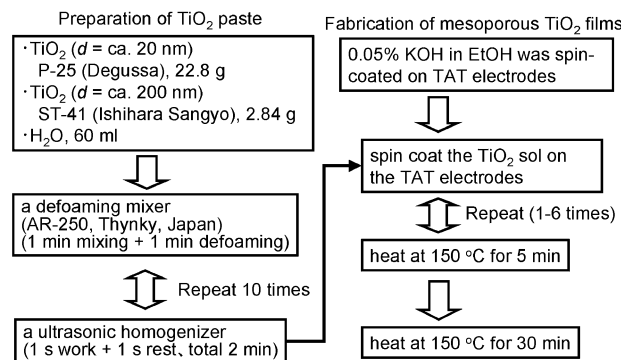 Preparation of TiO₂ paste
·TiO₂ (d = ca. 20 nm)
P-25 (Degussa), 22.8 g
·TiO₂ (d = ca. 200 nm)
ST-41 (Ishihara Sangyo), 2.84 g
·H₂O, 60 ml
a defoaming mixer
(AR-250, Thynky, Japan)
(1 min mixing + 1 min defoaming)
Repeat 10 times
a ultrasonic homogenizer
(1 s work + 1 s rest、total 2 min)
Fabrication of mesoporous TiO₂ films
0.05% KOH in EtOH was spin-
coated on TAT electrodes
spin coat the TiO₂ sol on
the TAT electrodes
Repeat (1-6 times)
heat at 150 ºC for 5 min
heat at 150 ºC for 30 min